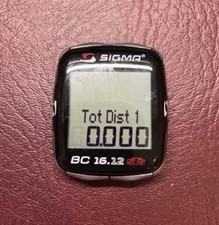 SIGMA
Tot Dist 1
0.000
BC 16.12 STS